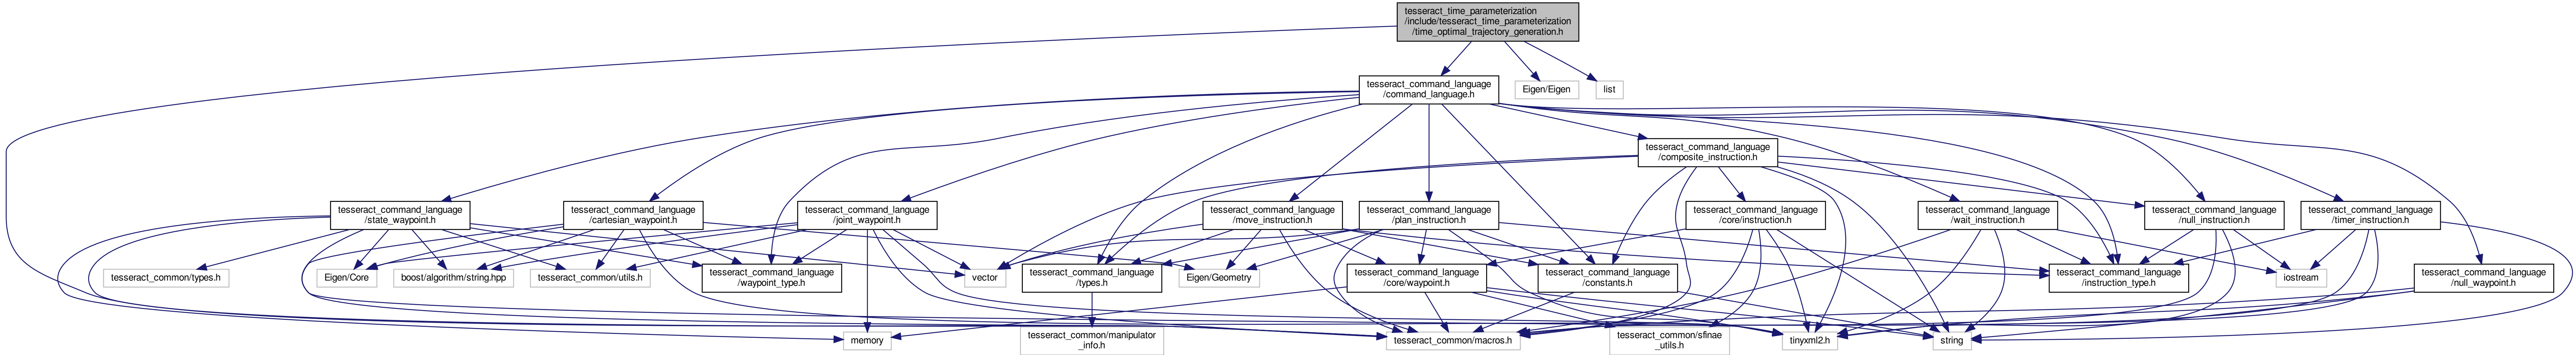 tesseract_time_parameterization
/include/tesseract_time_parameterization
/time_optimal_trajectory_generation.h
tesseract_command_language
/command_language.h
Eigen/Eigen
list
tesseract_command_language
/composite_instruction.h
tesseract_command_language
/state_waypoint.h
tesseract_command_language
/cartesian_waypoint.h
tesseract_command_language
/joint_waypoint.h
tesseract_command_language
/move_instruction.h
tesseract_command_language
/plan_instruction.h
tesseract_command_language
/core/instruction.h
tesseract_command_language
/wait_instruction.h
tesseract_command_language
/null_instruction.h
tesseract_command_language
/timer_instruction.h
tesseract_common/types.h
Eigen/Core
boost/algorithm/string.hpp
tesseract_common/utils.h
tesseract_command_language
/waypoint_type.h
vector
tesseract_command_language
/types.h
Eigen/Geometry
tesseract_command_language
/core/waypoint.h
tesseract_command_language
/constants.h
tesseract_command_language
/instruction_type.h
iostream
tesseract_command_language
/null_waypoint.h
memory
tesseract_common/manipulator
_info.h
tesseract_common/macros.h
tesseract_common/sfinae
_utils.h
tinyxml2.h
string